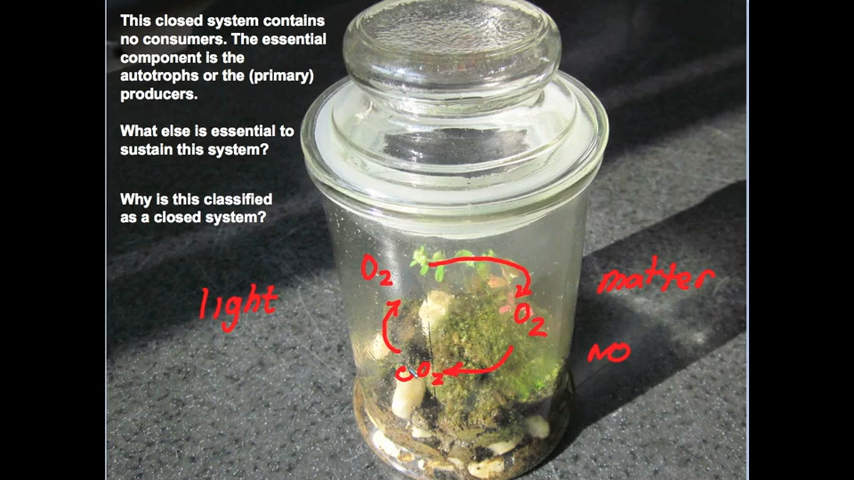 This closed system contains
no consumers. The essential
component is the
autotrophs or the (primary)
producers.
What else is essential to
sustain this system?
Why is this classified
as a closed system?
light
O2
O2
CO2
matter
NO